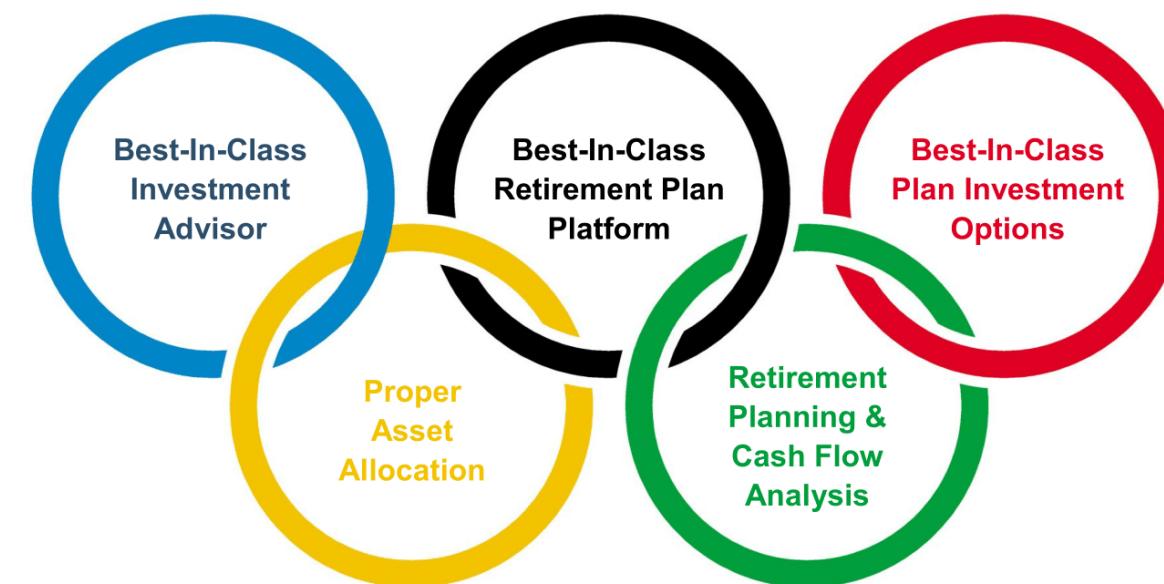 Best-In-Class
Investment
Advisor
Best-In-Class
Retirement Plan
Platform
Best-In-Class
Plan Investment
Options
Proper
Asset
Allocation
Retirement
Planning &
Cash Flow
Analysis